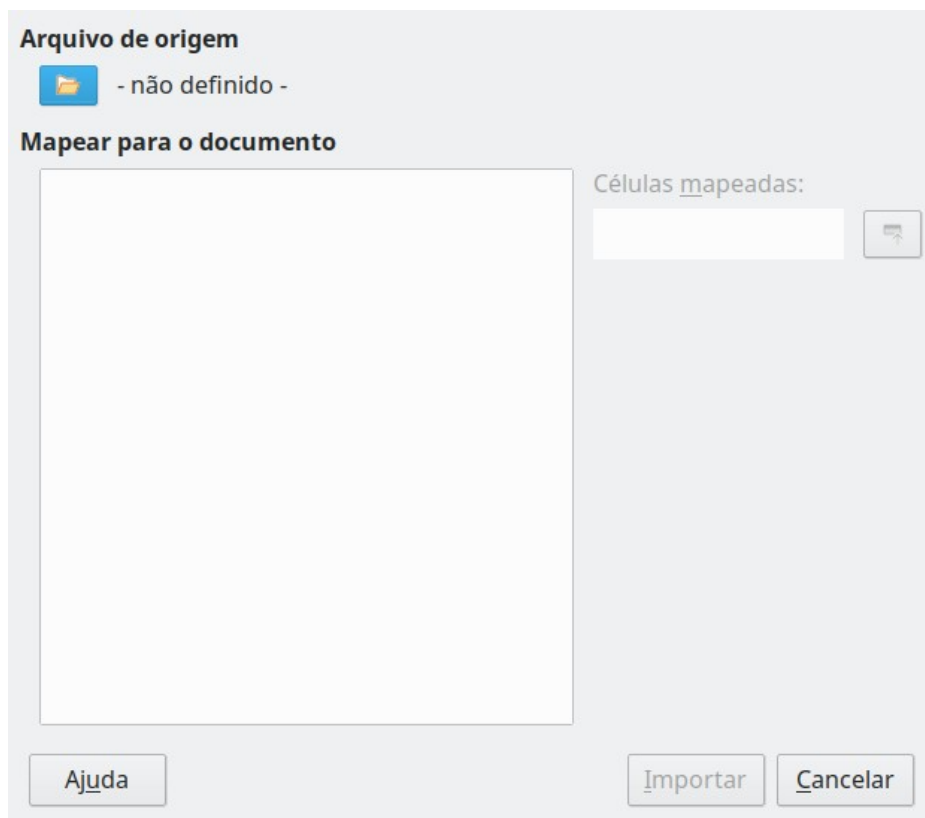 Arquivo de origem
- não definido -
Mapear para o documento
Células mapeadas:
Ajuda
Importar
Cancelar